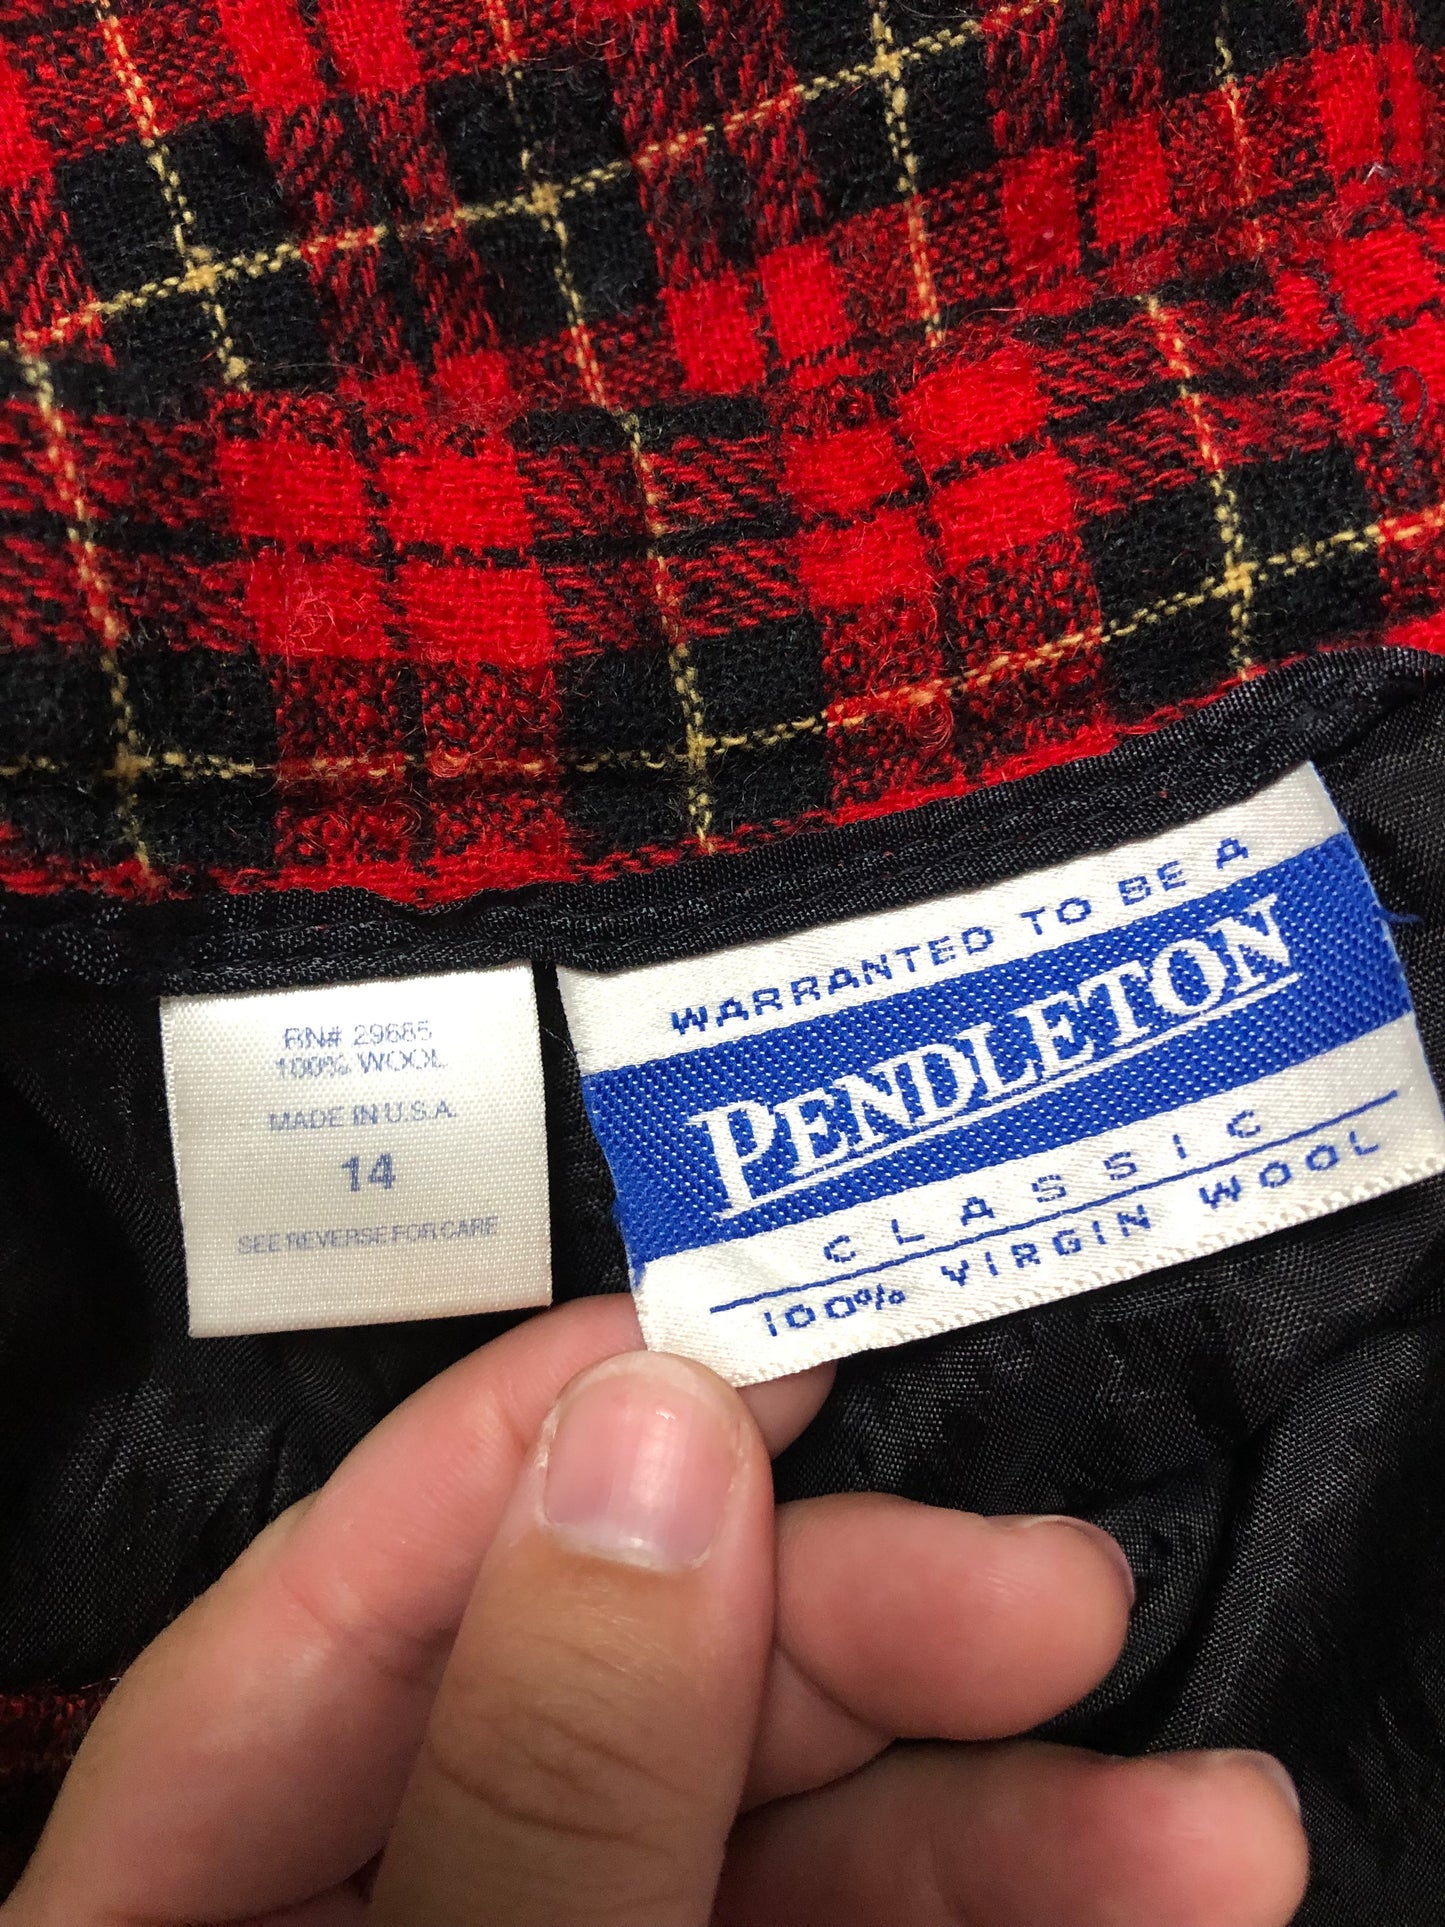 RN# 29685
100% WOOL
MADE IN U.S.A.
14
SEE REVERSE FOR CARE
WARRANTED TO BE A
PENDLETON
CLASSIC
100% VIRGIN WOOL